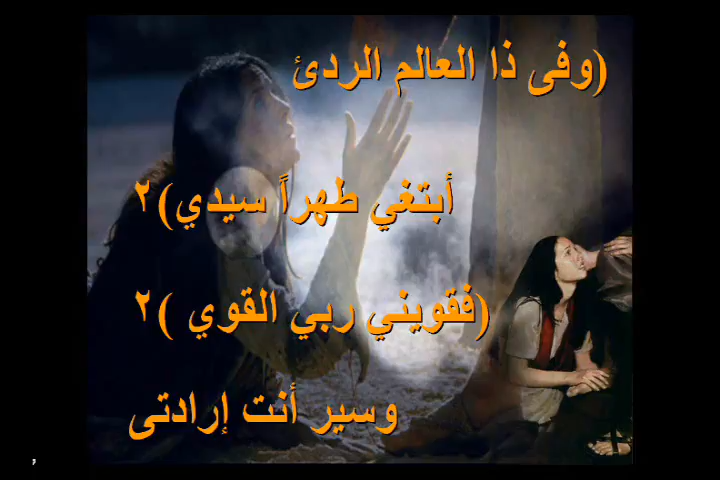 (وفى ذا العالم الردئ
أبتغي طهراً سيدي)٢
(فقويني ربي القوي )٢
وسير أنت إرادتى
,